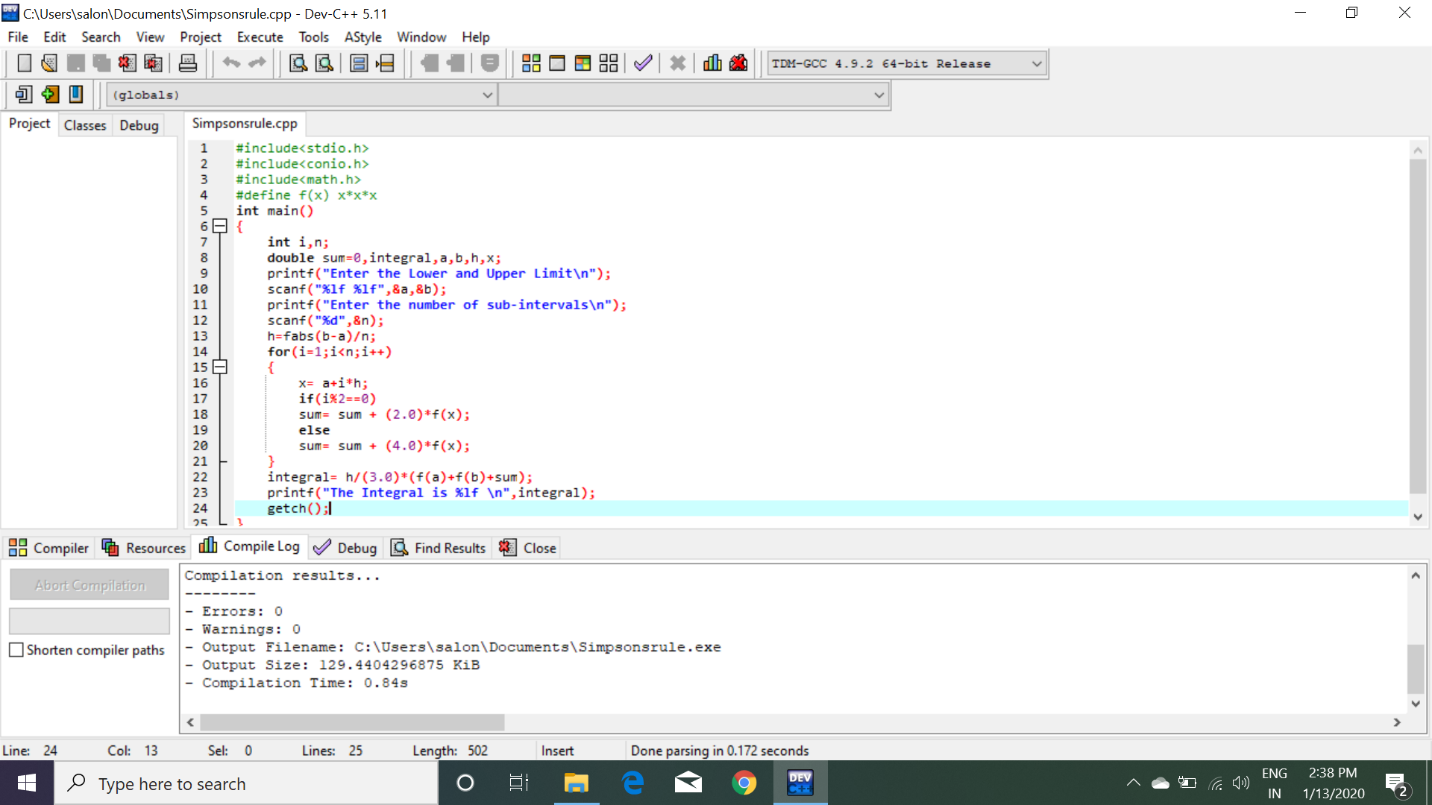 C:\Users\salon\Documents\Simpsonsrule.cpp - Dev-C++ 5.11
File Edit Search View Project Execute Tools AStyle Window Help
TDM-GCC 4.9.2 64-bit Release
(globals)
Project Classes Debug Simpsonsrule.cpp
1 #include<stdio.h>
2 #include<conio.h>
3 #include<math.h>
4 #define f(x) x*x*x
5 int main()
6 {
7 int i,n;
8 double sum=0,integral,a,b,h,x;
9 printf("Enter the Lower and Upper Limit\n");
10 scanf("%lf %lf",&a,&b);
11 printf("Enter the number of sub-intervals\n");
12 scanf("%d",&n);
13 h=fabs(b-a)/n;
14 for(i=1;i<n;i++)
15 {
16 x= a+i*h;
17 if(i%2==0)
18 sum= sum + (2.0)*f(x);
19 else
20 sum= sum + (4.0)*f(x);
21 }
22 integral= h/(3.0)*(f(a)+f(b)+sum);
23 printf("The Integral is %lf \n",integral);
24 getch();
25 }
Compiler Resources Compile Log Debug Find Results Close
Abort Compilation
Shorten compiler paths
Compilation results...
--------
- Errors: 0
- Warnings: 0
- Output Filename: C:\Users\salon\Documents\Simpsonsrule.exe
- Output Size: 129.4404296875 KiB
- Compilation Time: 0.84s
Line: 24 Col: 13 Sel: 0 Lines: 25 Length: 502 Insert Done parsing in 0.172 seconds
Type here to search
DEV C++
ENG
IN
2:38 PM
1/13/2020
2